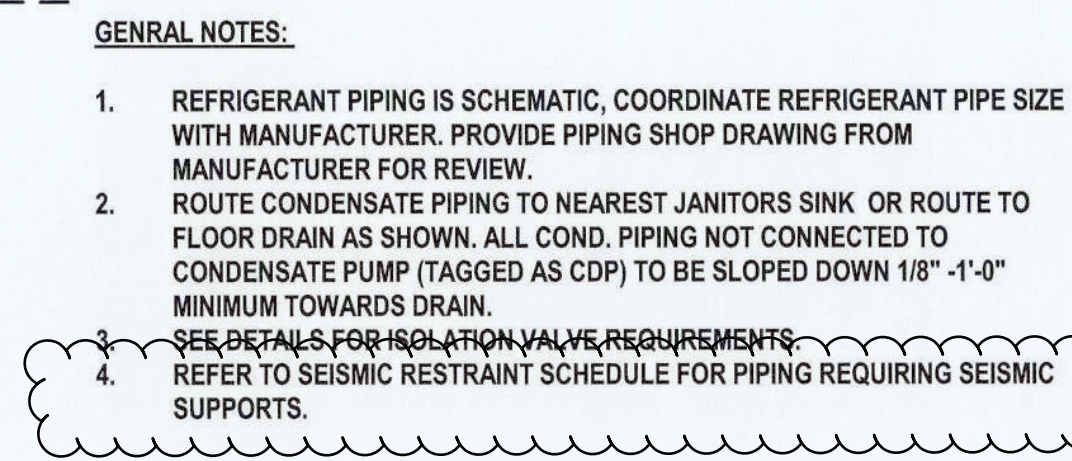 GENRAL NOTES:
1. REFRIGERANT PIPING IS SCHEMATIC, COORDINATE REFRIGERANT PIPE SIZE
WITH MANUFACTURER. PROVIDE PIPING SHOP DRAWING FROM
MANUFACTURER FOR REVIEW.
2. ROUTE CONDENSATE PIPING TO NEAREST JANITORS SINK OR ROUTE TO
FLOOR DRAIN AS SHOWN. ALL COND. PIPING NOT CONNECTED TO
CONDENSATE PUMP (TAGGED AS CDP) TO BE SLOPED DOWN 1/8" -1'-0"
MINIMUM TOWARDS DRAIN.
3. SEE DETAILS FOR ISOLATION VALVE REQUIREMENTS.
4. REFER TO SEISMIC RESTRAINT SCHEDULE FOR PIPING REQUIRING SEISMIC
SUPPORTS.